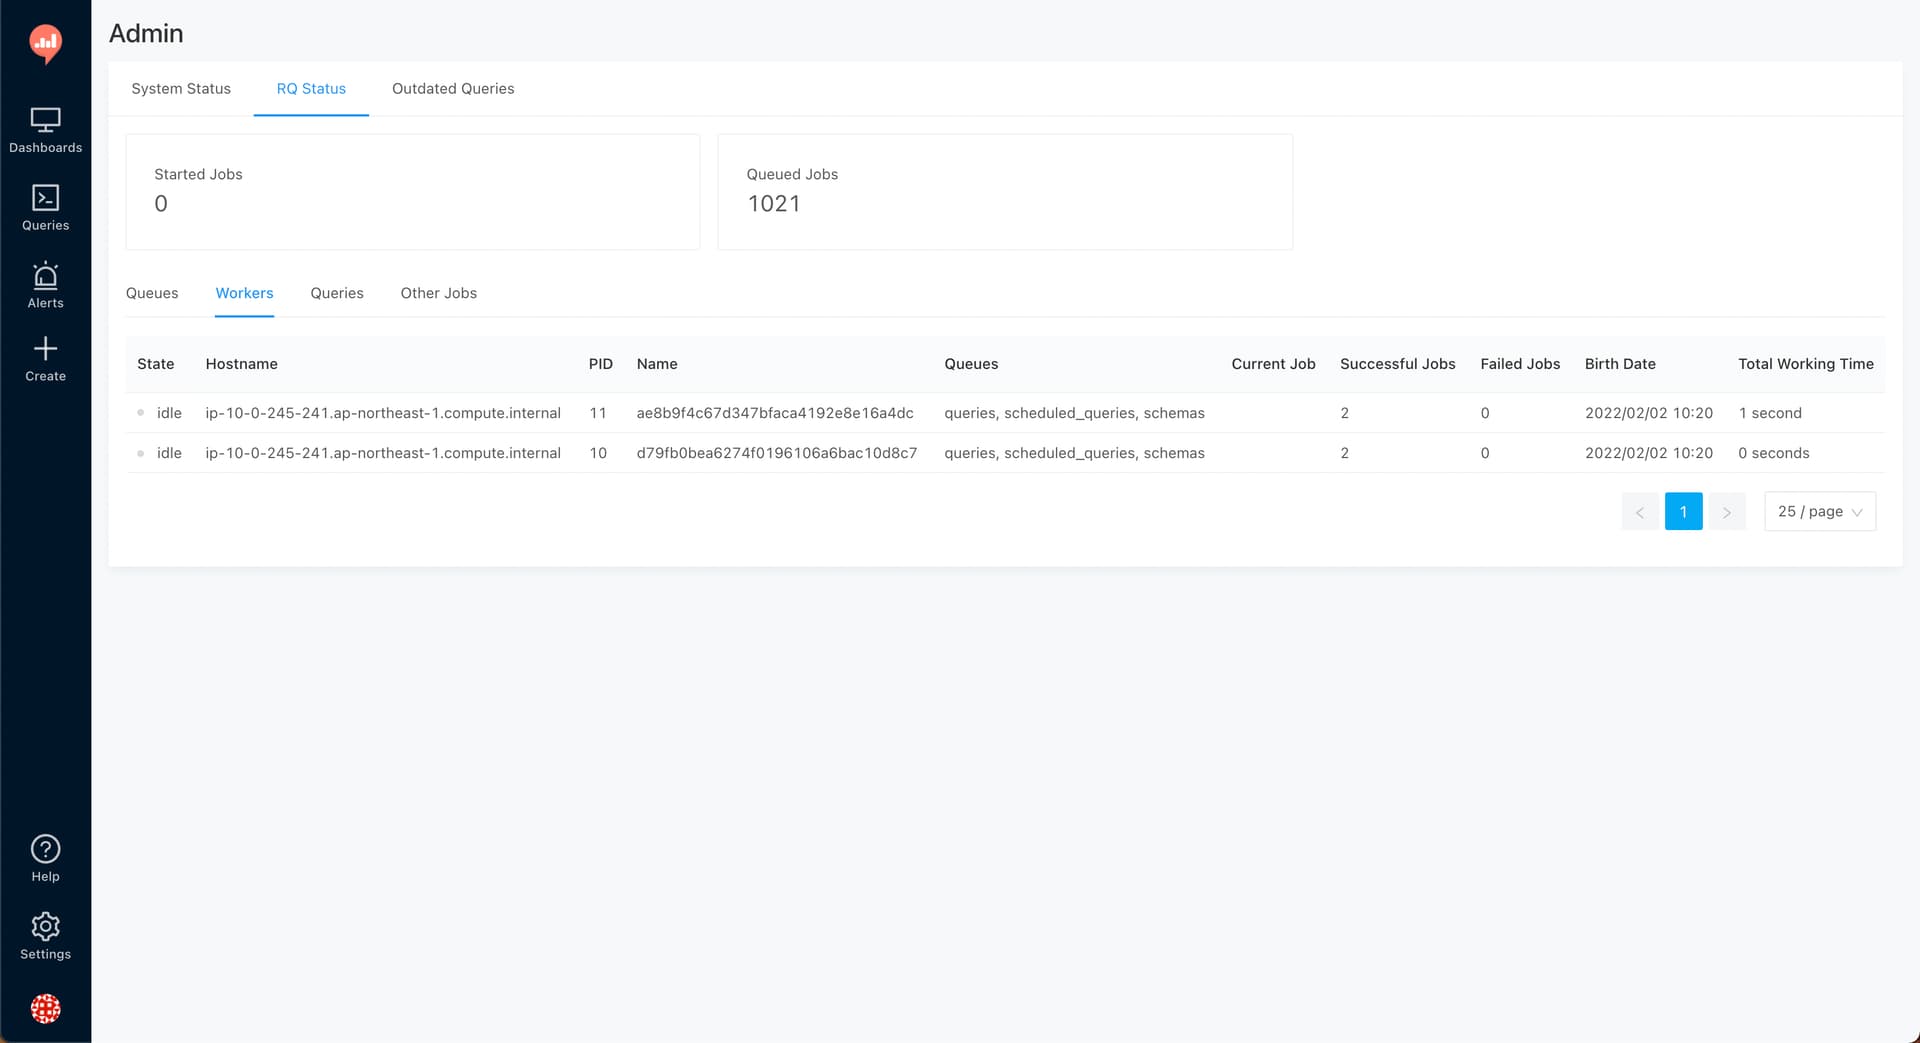 Admin
System Status RQ Status Outdated Queries
Started Jobs
0
Queued Jobs
1021
Queues Workers Queries Other Jobs
State Hostname PID Name Queues Current Job Successful Jobs Failed Jobs Birth Date Total Working Time
idle ip-10-0-245-241.ap-northeast-1.compute.internal 11 ae8b9f4c67d347bfaca4192e8e16a4dc queries, scheduled_queries, schemas 2 0 2022/02/02 10:20 1 second
idle ip-10-0-245-241.ap-northeast-1.compute.internal 10 d79fb0bea6274f0196106a6bac10d8c7 queries, scheduled_queries, schemas 2 0 2022/02/02 10:20 0 seconds
< 1 > 25 / page
Dashboards
Queries
Alerts
Create
Help
Settings